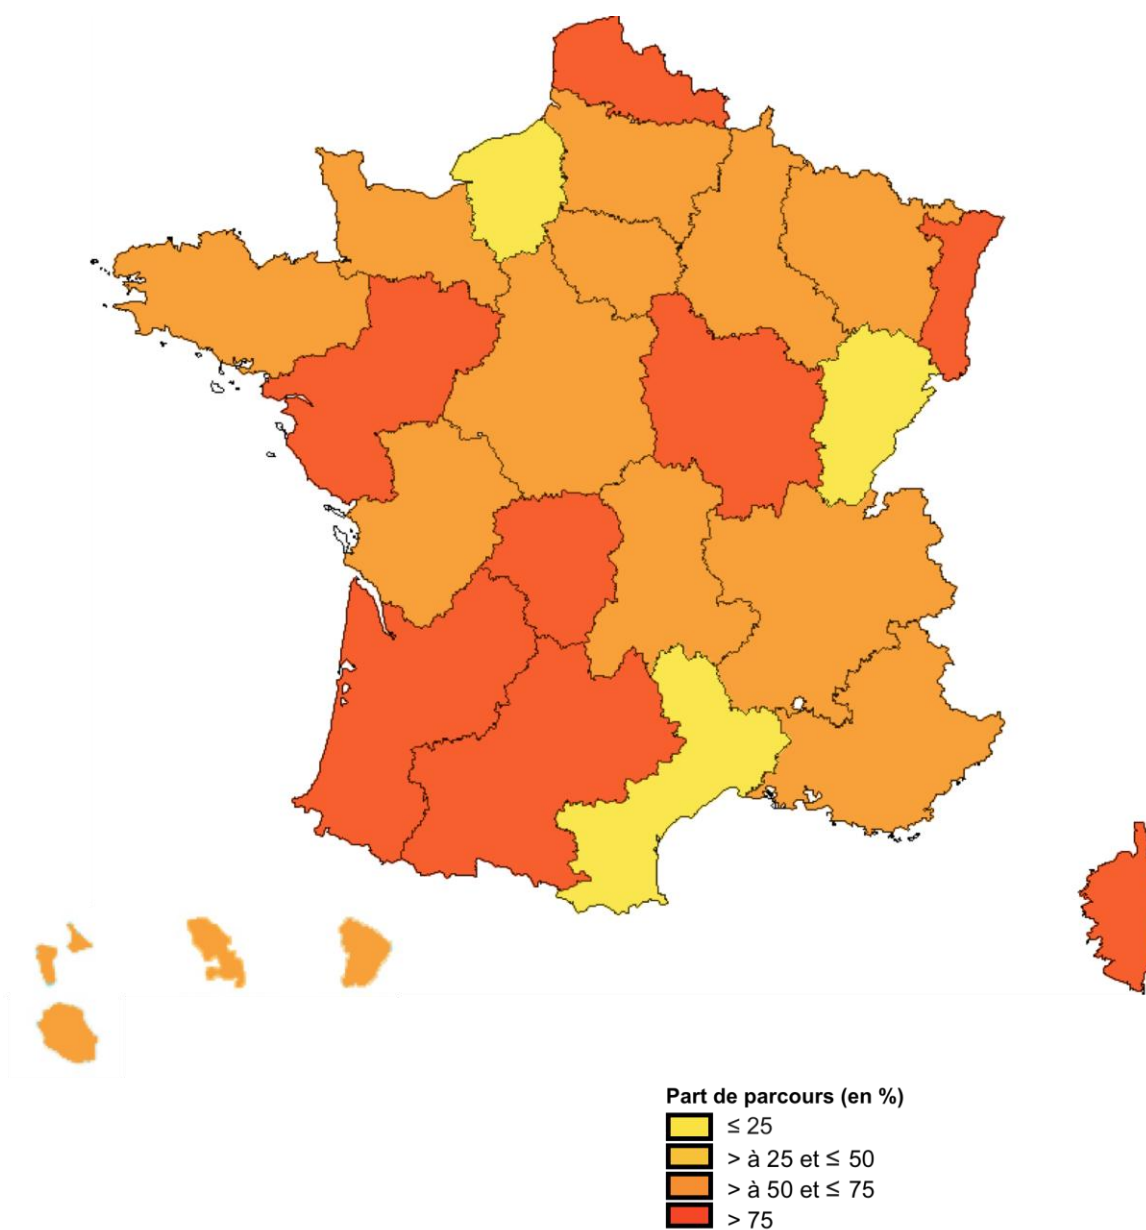 Part de parcours (en %)
≤ 25
> à 25 et ≤ 50
> à 50 et ≤ 75
> 75